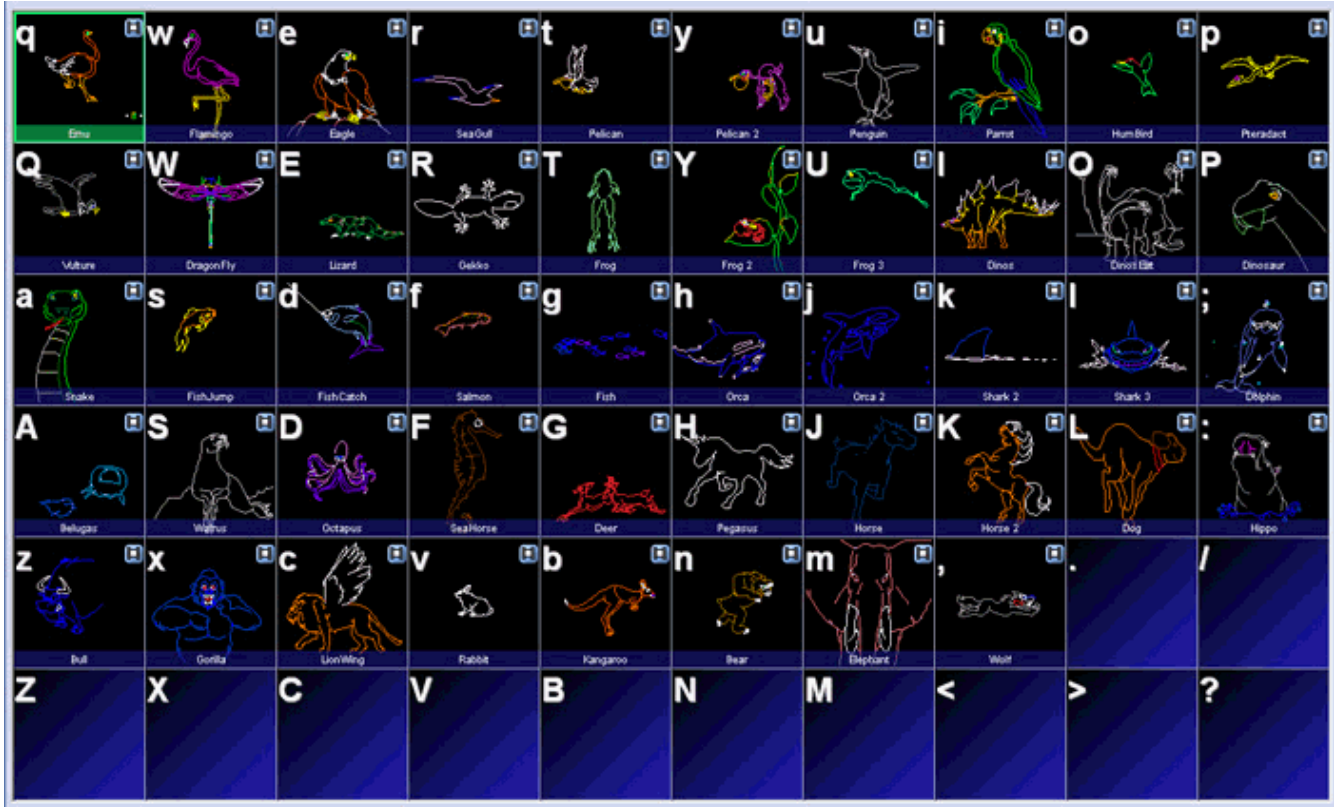 q w e r t y u i o p
Emu Flamingo Eagle SeaGull Pelican Pelican 2 Penguin Parrot HumBird Pteradact
Q W E R T Y U I O P
Vulture DragonFly Lizard Gekko Frog Frog 2 Frog 3 Dinos Dinos Eat Dinosaur
a s d f g h j k l ;
Snake FishJump FishCatch Salmon Fish Orca Orca 2 Shark 2 Shark 3 Dolphin
A S D F G H J K L :
Belugas Walrus Octapus SeaHorse Deer Pegasus Horse Horse 2 Dog Hippo
z x c v b n m , . /
Bull Gorilla LionWing Rabbit Kangaroo Bear Elephant Wolf
Z X C V B N M < > ?